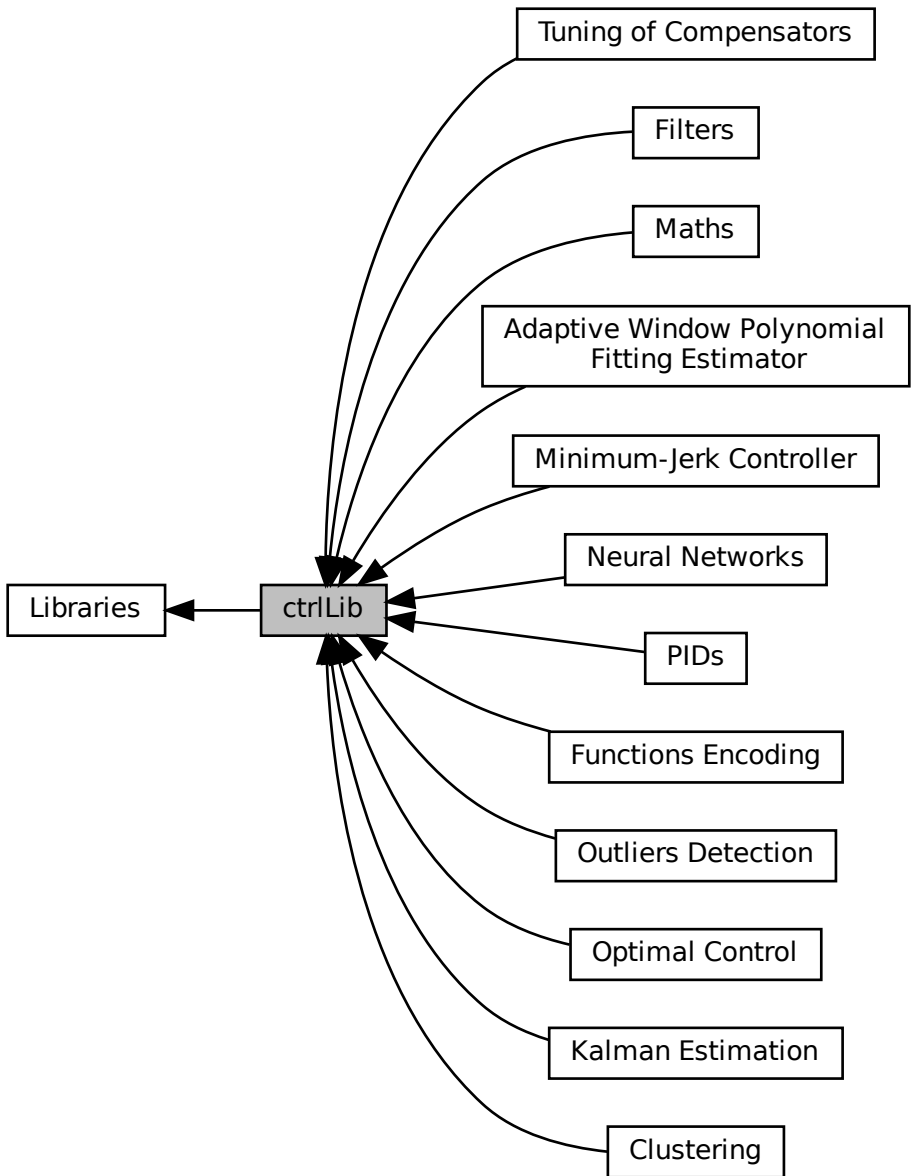 Tuning of Compensators
Filters
Maths
Adaptive Window Polynomial
Fitting Estimator
Minimum-Jerk Controller
Neural Networks
Libraries
ctrlLib
PIDs
Functions Encoding
Outliers Detection
Optimal Control
Kalman Estimation
Clustering